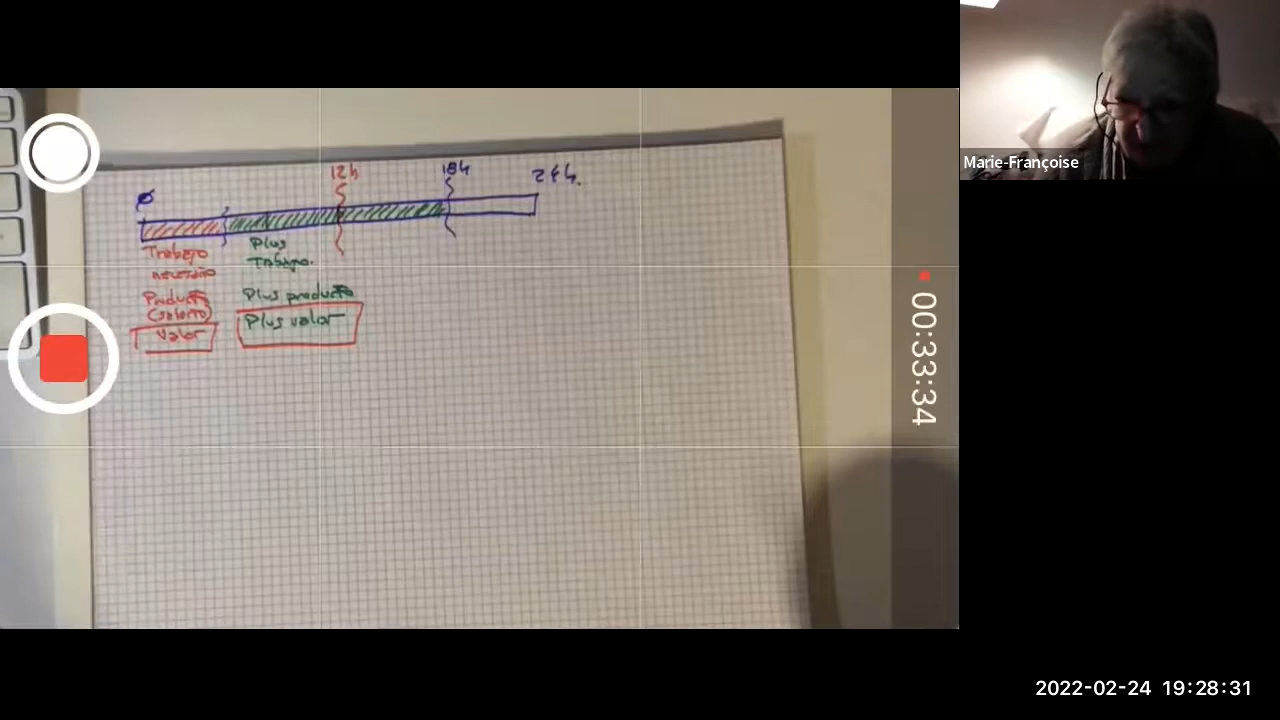 Marie-Françoise
12h
18h
24h.
Ø
Trabajo
necesario
Plus
Trabajo.
Producto
(salario)
Valor
Plus producto
Plus valor
00:33:34
2022-02-24 19:28:31